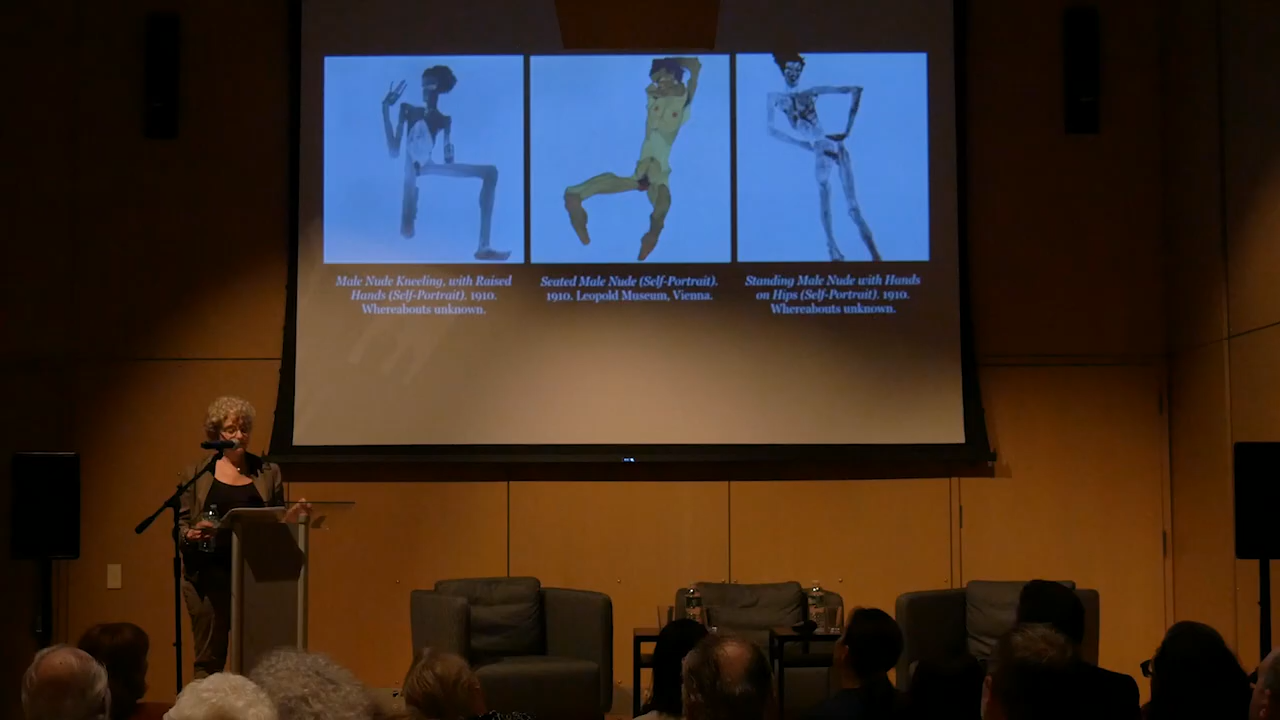 Male Nude Kneeling, with Raised
Hands (Self-Portrait). 1910.
Whereabouts unknown.
Seated Male Nude (Self-Portrait).
1910. Leopold Museum, Vienna.
Standing Male Nude with Hands
on Hips (Self-Portrait). 1910.
Whereabouts unknown.